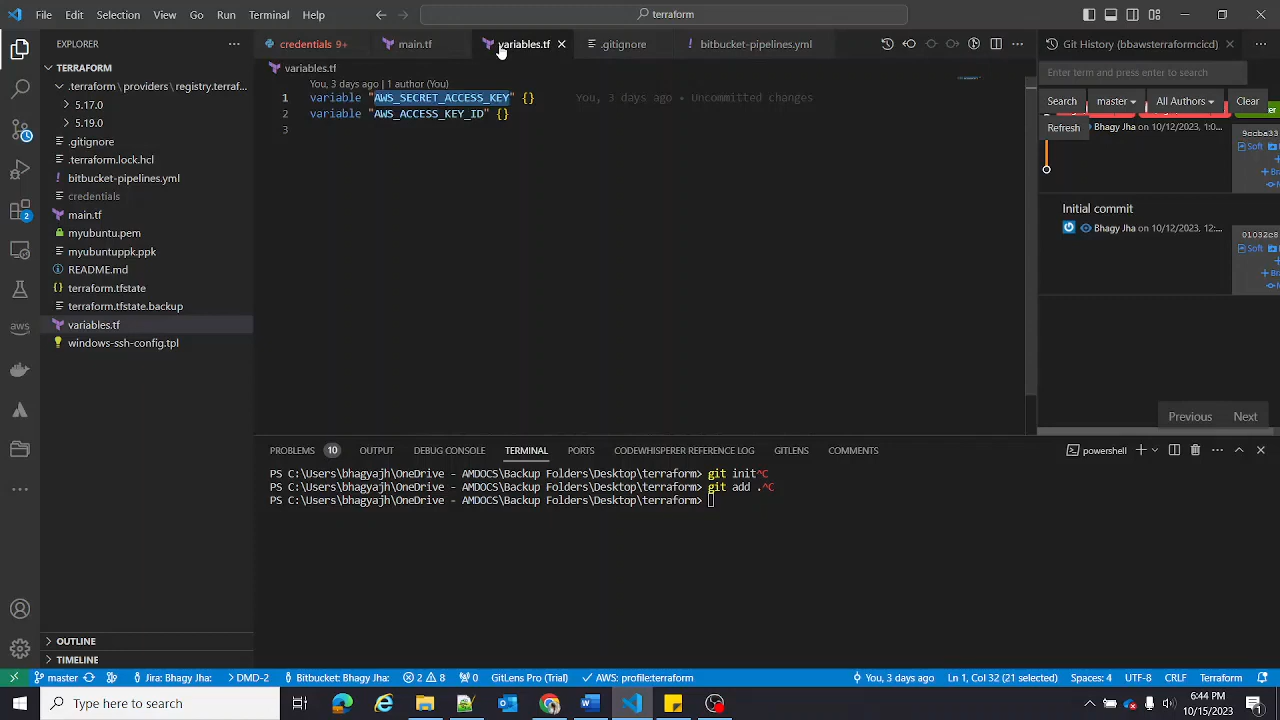 File Edit Selection View Go Run Terminal Help
terraform
EXPLORER
credentials 9+
main.tf
variables.tf
.gitignore
bitbucket-pipelines.yml
Git History (bbawsterraformcicd)
TERRAFORM
.terraform\providers\registry.terraf...
5.17.0
5.19.0
.gitignore
.terraform.lock.hcl
bitbucket-pipelines.yml
credentials
main.tf
myubuntu.pem
myubuntuppk.ppk
README.md
terraform.tfstate
terraform.tfstate.backup
variables.tf
windows-ssh-config.tpl
OUTLINE
TIMELINE
variables.tf
You, 3 days ago | 1 author (You)
1 variable "AWS_SECRET_ACCESS_KEY" {} You, 3 days ago • Uncommitted changes
2 variable "AWS_ACCESS_KEY_ID" {}
3
Enter term and press enter to search
Search master All Authors Clear
Refresh
Bhagy Jha on 10/12/2023, 1:0...
Soft
Initial commit
Bhagy Jha on 10/12/2023, 12:...
01032e8
Soft
Previous Next
PROBLEMS 10 OUTPUT DEBUG CONSOLE TERMINAL PORTS CODEWHISPERER REFERENCE LOG GITLENS COMMENTS
powershell
PS C:\Users\bhagyajh\OneDrive - AMDOCS\Backup Folders\Desktop\terraform> git init^C
PS C:\Users\bhagyajh\OneDrive - AMDOCS\Backup Folders\Desktop\terraform> git add .^C
PS C:\Users\bhagyajh\OneDrive - AMDOCS\Backup Folders\Desktop\terraform>
aws
2
master Jira: Bhagy Jha: DMD-2 Bitbucket: Bhagy Jha: 2 8 0 GitLens (Pro) AWS: profile:terraform You, 3 days ago Ln 1, Col 32 (21 selected) Spaces: 4 UTF-8 CRLF Terraform
Type here to search
6:44 PM
10/15/2023
1